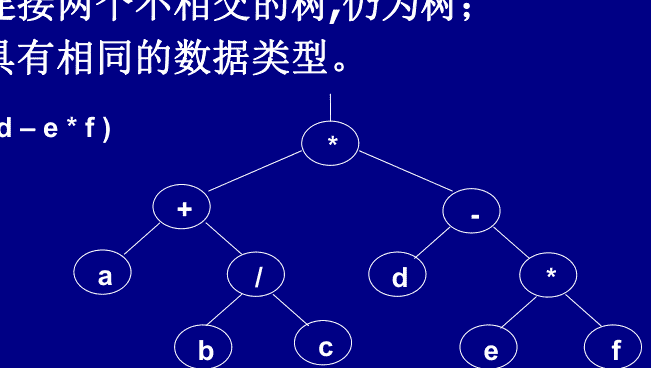 连接两个不相交的树,仍为树；
具有相同的数据类型。
d – e * f )
*
+ -
a / d *
b c e f